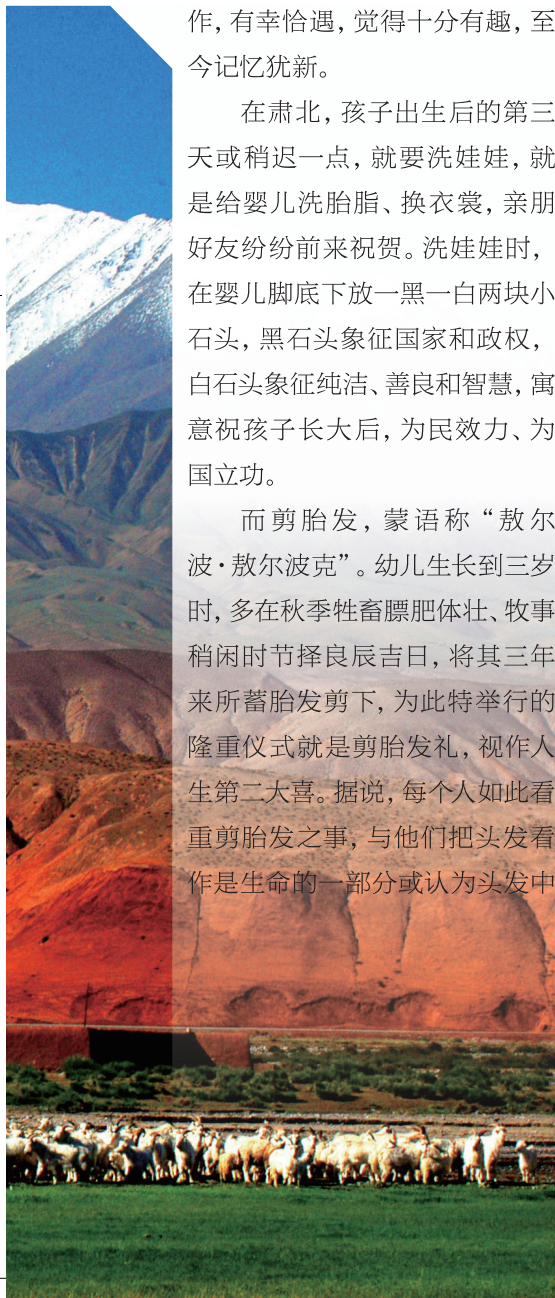 作，有幸恰遇，觉得十分有趣，至
今记忆犹新。
在肃北，孩子出生后的第三
天或稍迟一点，就要洗娃娃，就
是给婴儿洗胎脂、换衣裳，亲朋
好友纷纷前来祝贺。洗娃娃时，
在婴儿脚底下放一黑一白两块小
石头，黑石头象征国家和政权，
白石头象征纯洁、善良和智慧，寓
意祝孩子长大后，为民效力、为
国立功。
而剪胎发，蒙语称“敖尔
波·敖尔波克”。幼儿生长到三岁
时，多在秋季牲畜膘肥体壮、牧事
稍闲时节择良辰吉日，将其三年
来所蓄胎发剪下，为此特举行的
隆重仪式就是剪胎发礼，视作人
生第二大喜。据说，每个人如此看
重剪胎发之事，与他们把头发看
作是生命的一部分或认为头发中